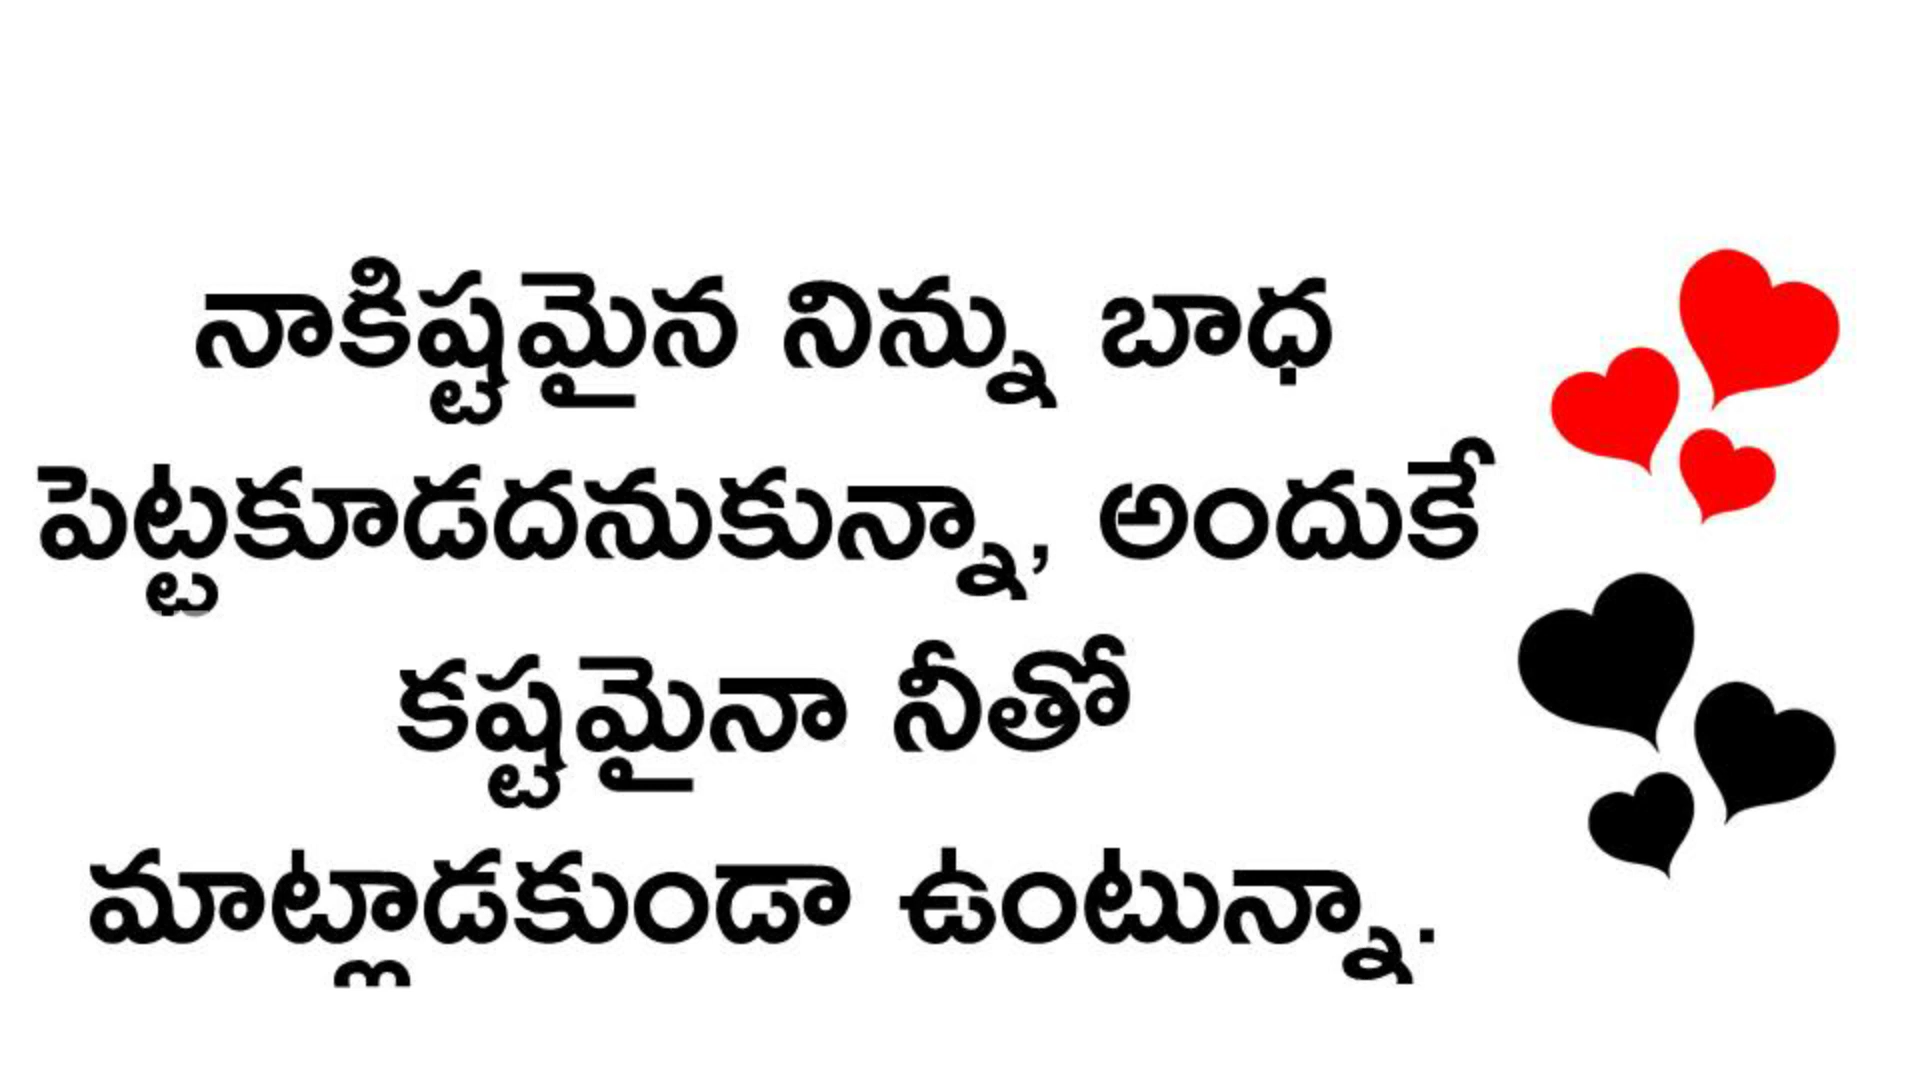 నాకిష్టమైన నిన్ను బాధ
పెట్టకూడదనుకున్నా, అందుకే
కష్టమైనా నీతో
మాట్లాడకుండా ఉంటున్నా.